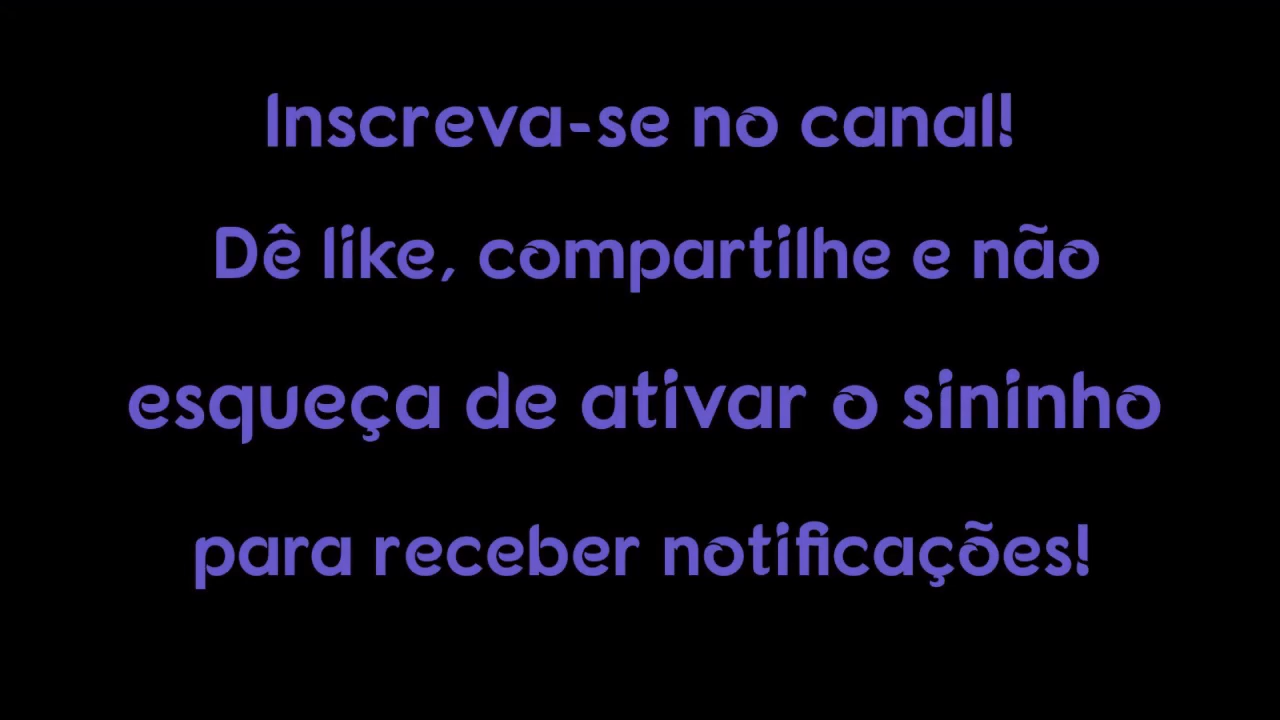 Inscreva-se no canal!
Dê like, compartilhe e não
esqueça de ativar o sininho
para receber notificações!